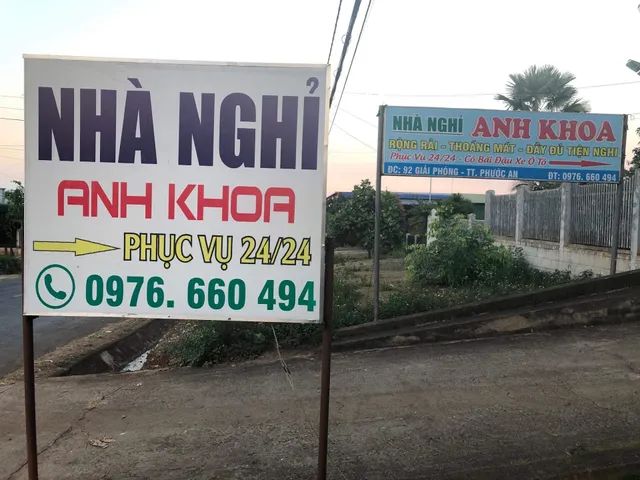 NHÀ NGHỈ
ANH KHOA
PHỤC VỤ 24/24
0976. 660 494
NHÀ NGHỈ ANH KHOA
RỘNG RÃI - THOÁNG MÁT - ĐẦY ĐỦ TIỆN NGHI
Phục Vụ 24/24 - Có Bãi Đậu Xe Ô Tô
ĐC: 92 GIẢI PHÓNG - TT. PHƯỚC AN ĐT: 0976. 660 494